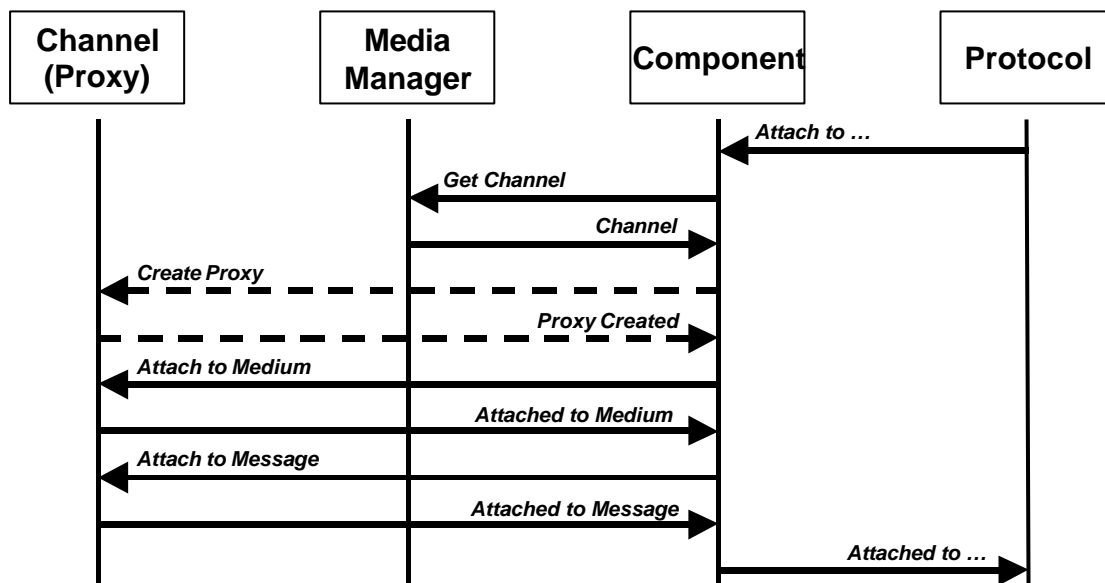 Channel
(Proxy)
Media
Manager
Component
Protocol
Attach to …
Get Channel
Channel
Create Proxy
Proxy Created
Attach to Medium
Attached to Medium
Attach to Message
Attached to Message
Attached to …